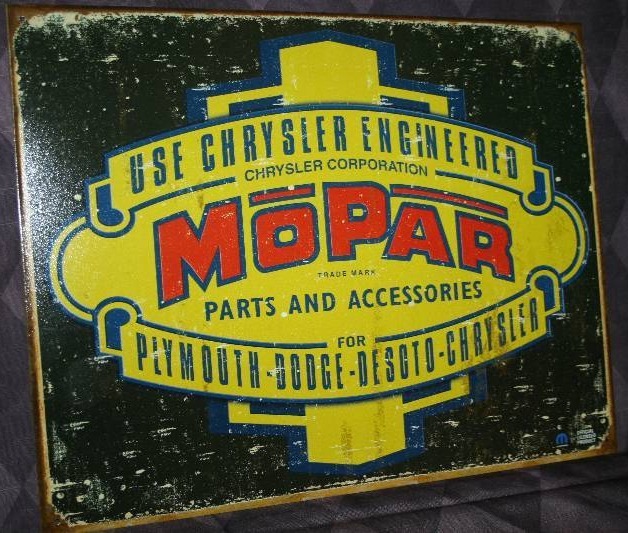 USE CHRYSLER ENGINEERED
CHRYSLER CORPORATION
MOPAR
TRADE MARK
PARTS AND ACCESSORIES
FOR
PLYMOUTH-DODGE-DESOTO-CHRYSLER